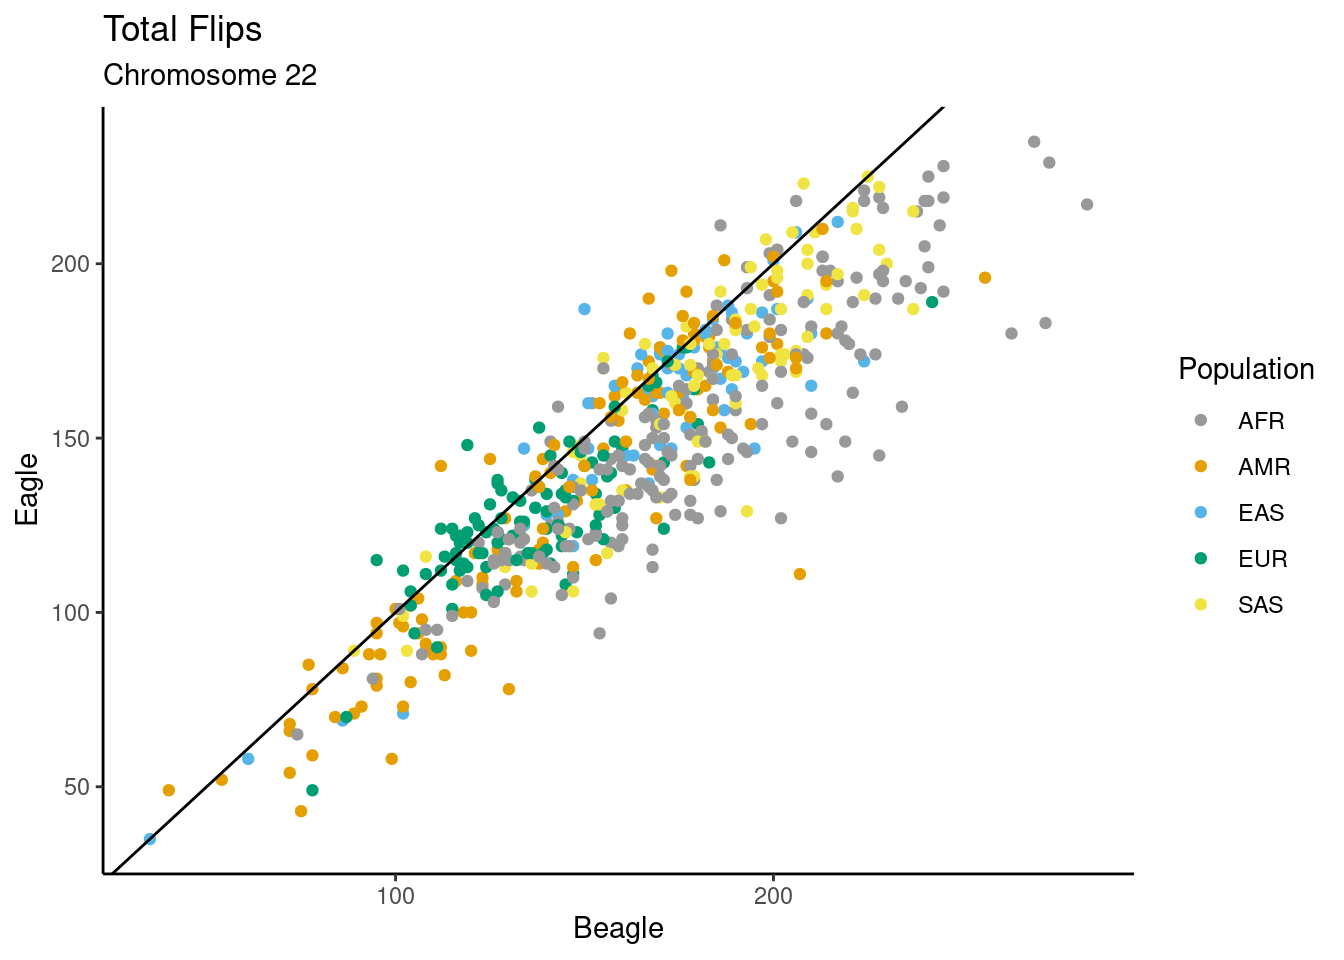 Total Flips
Chromosome 22
200
150
100
50
Eagle
100
200
Beagle
Population
AFR
AMR
EAS
EUR
SAS